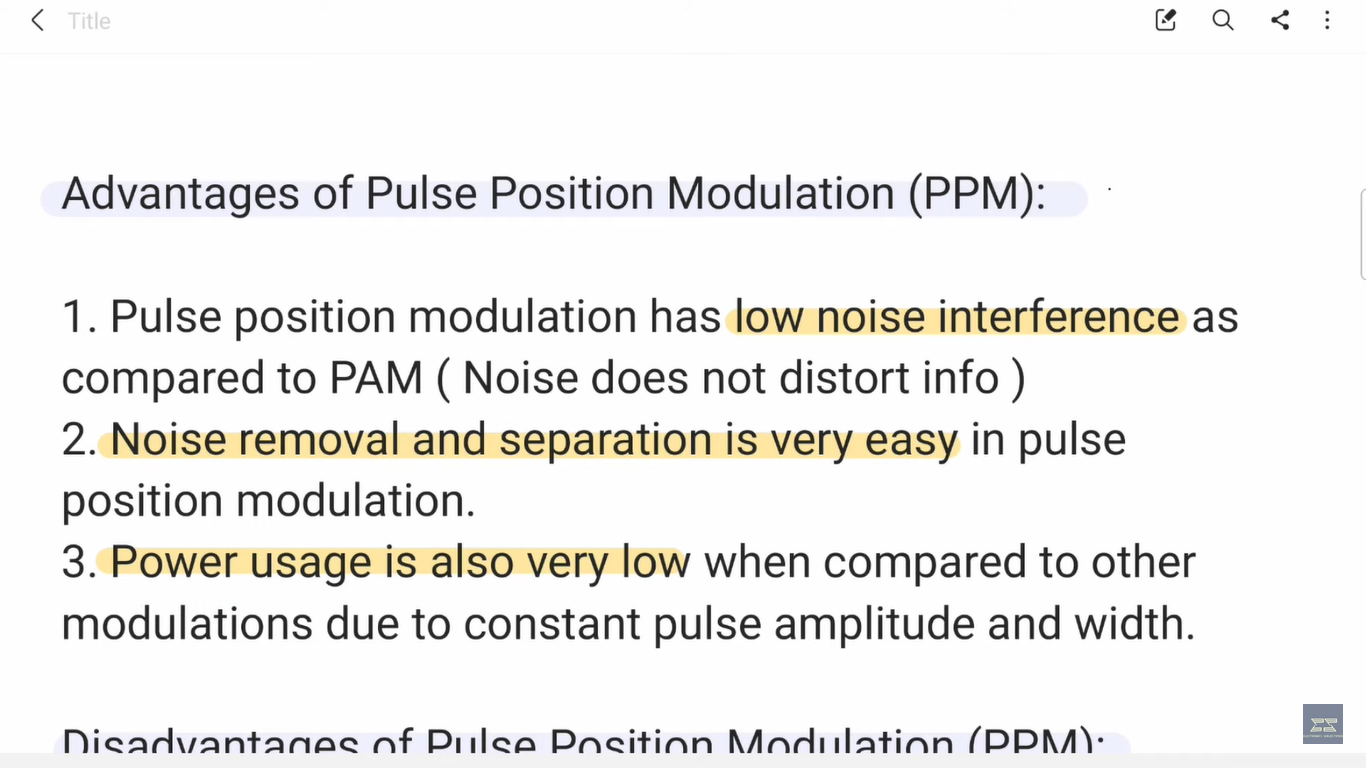 Title
Advantages of Pulse Position Modulation (PPM):
1. Pulse position modulation has low noise interference as
compared to PAM ( Noise does not distort info )
2. Noise removal and separation is very easy in pulse
position modulation.
3. Power usage is also very low when compared to other
modulations due to constant pulse amplitude and width.
Disadvantages of Pulse Position Modulation (PPM):